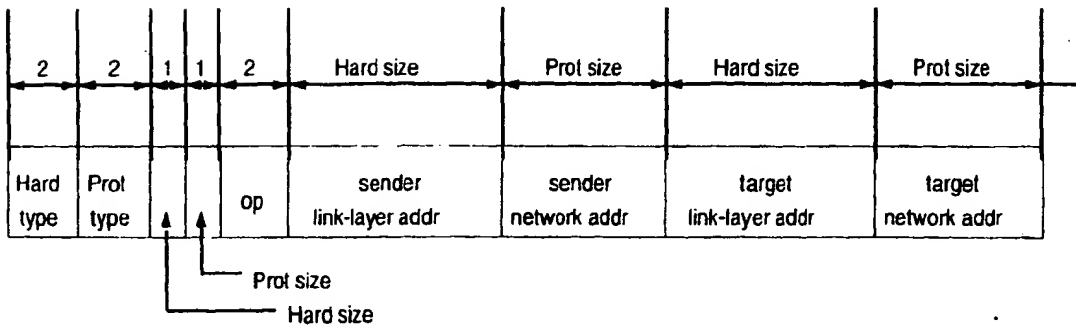 2 2 1 1 2 Hard size Prot size Hard size Prot size
Hard type
Prot type
op
sender link-layer addr
sender network addr
target link-layer addr
target network addr
Prot size
Hard size